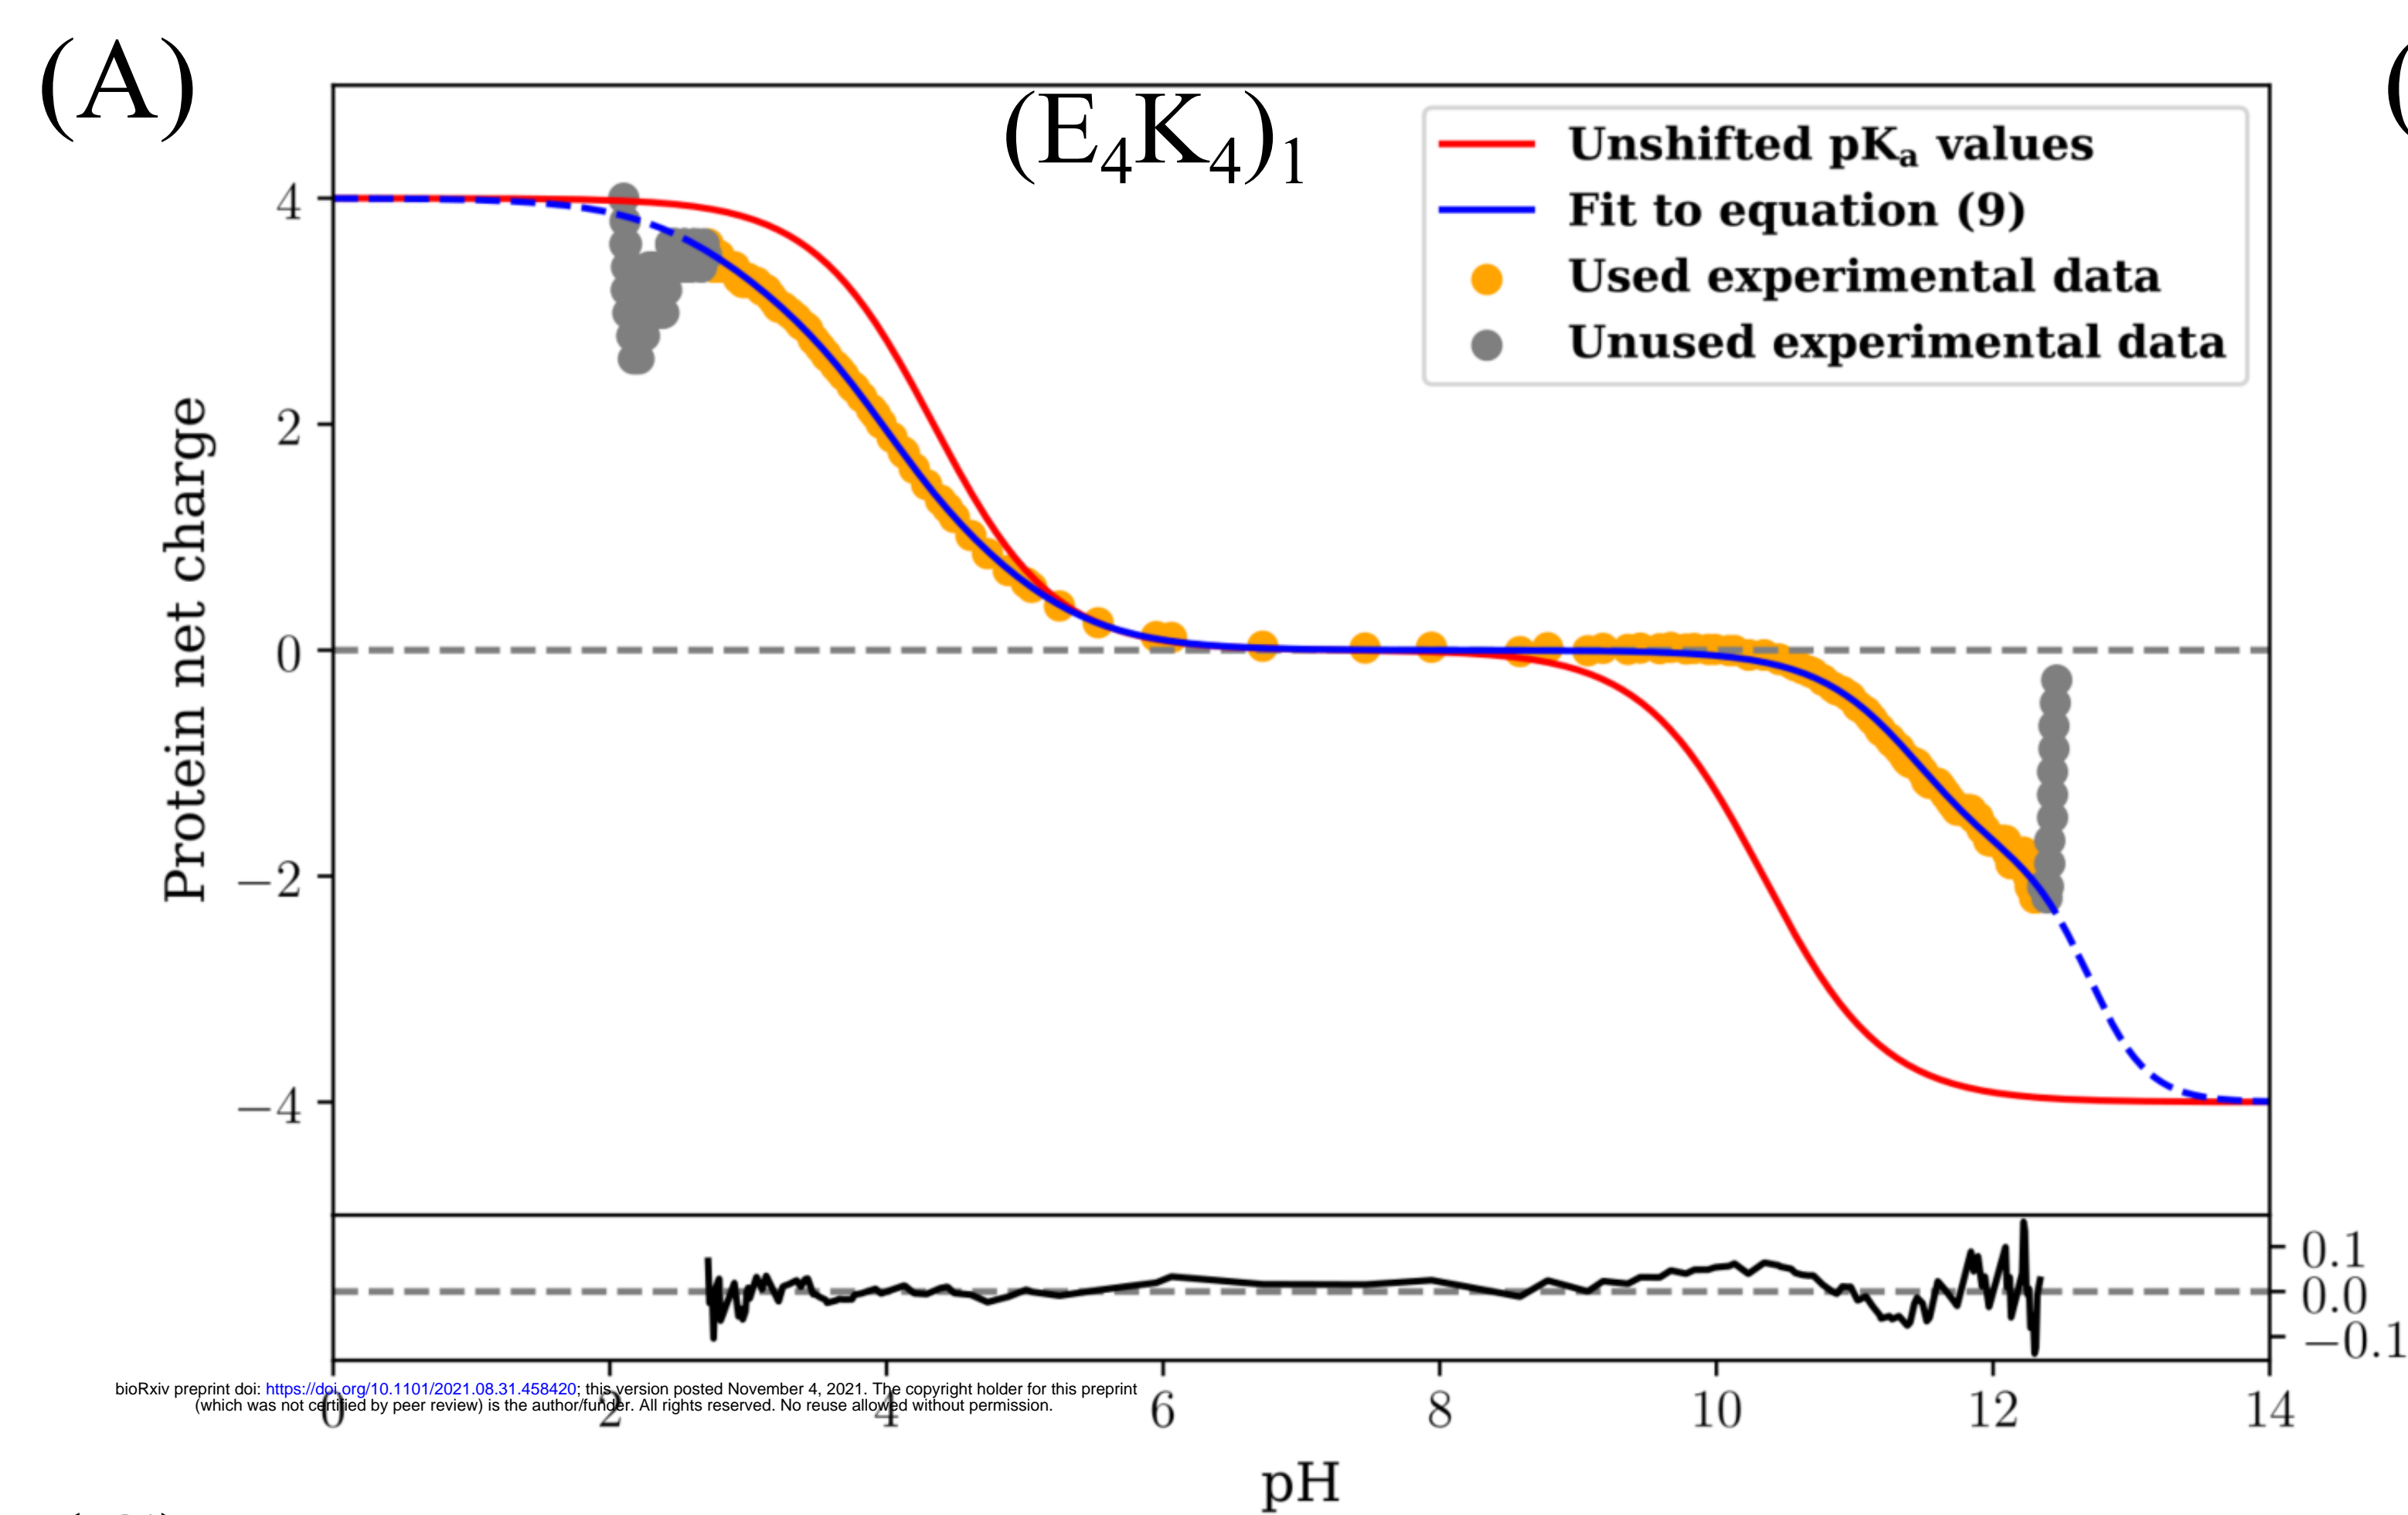 (A)
(E₄K₄)₁
Unshifted pKₐ values
Fit to equation (9)
Used experimental data
Unused experimental data
Protein net charge
4
2
0
−2
−4
0.1
0.0
−0.1
bioRxiv preprint doi: https://doi.org/10.1101/2021.08.31.458420; this version posted November 4, 2021. The copyright holder for this preprint
(which was not certified by peer review) is the author/funder. All rights reserved. No reuse allowed without permission.
0 2 4 6 8 10 12 14
pH